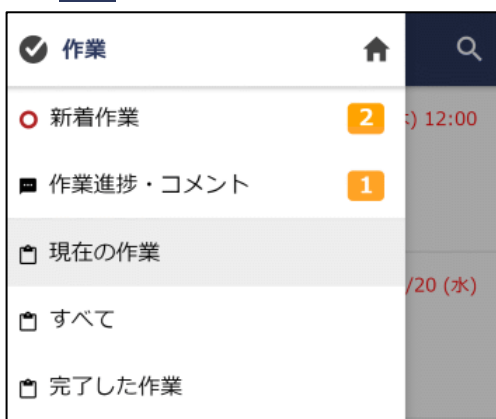 作業
新着作業 2
) 12:00
作業進捗・コメント 1
現在の作業
/20 (水)
すべて
完了した作業